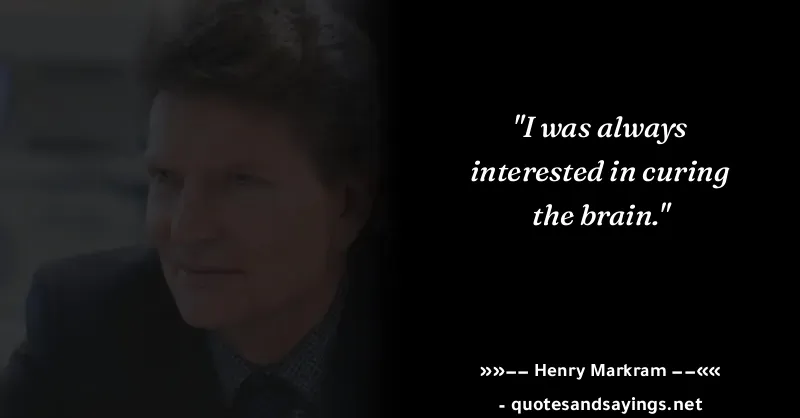 "I was always
interested in curing
the brain."
»»−− Henry Markram −−««
- quotesandsayings.net